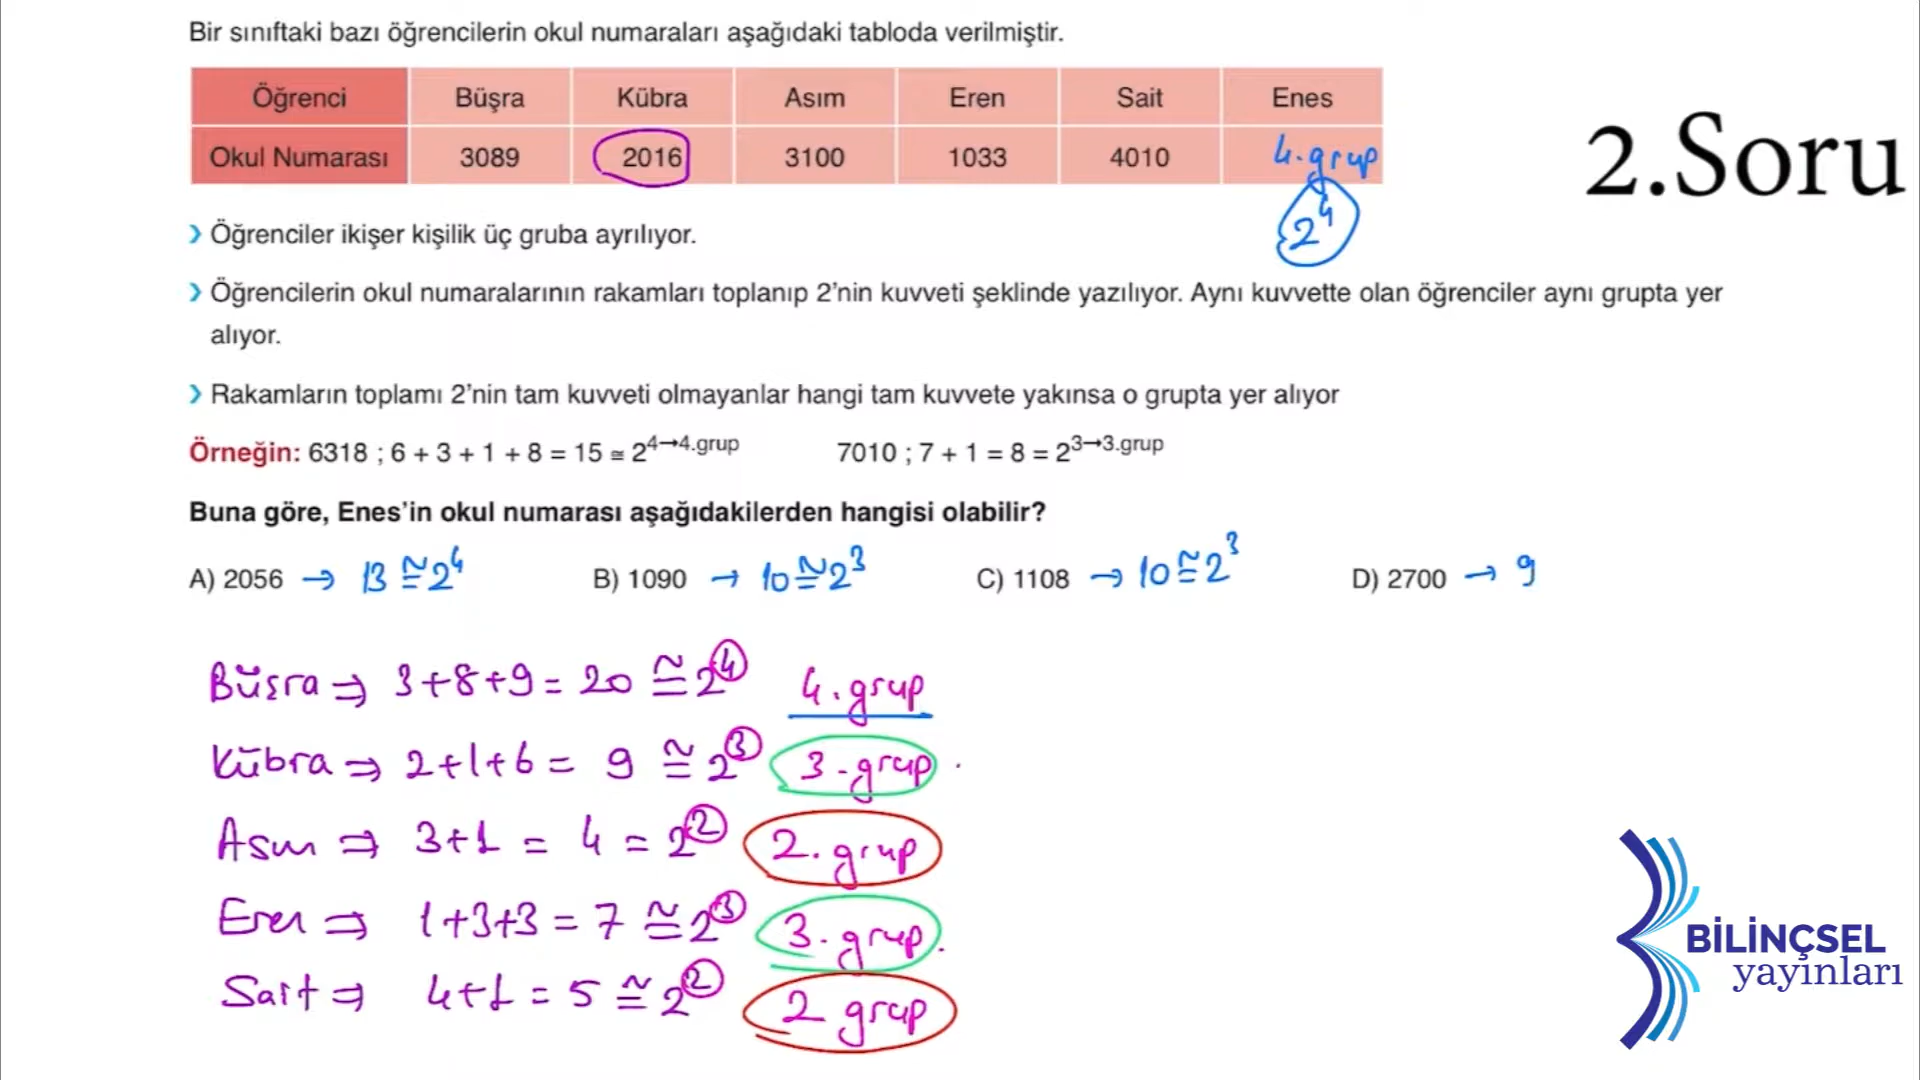 Bir sınıftaki bazı öğrencilerin okul numaraları aşağıdaki tabloda verilmiştir.
Öğrenci Büşra Kübra Asım Eren Sait Enes
Okul Numarası 3089 2016 3100 1033 4010 4.grup
2.Soru
2^4
› Öğrenciler ikişer kişilik üç gruba ayrılıyor.
› Öğrencilerin okul numaralarının rakamları toplanıp 2’nin kuvveti şeklinde yazılıyor. Aynı kuvvette olan öğrenciler aynı grupta yer
alıyor.
› Rakamların toplamı 2’nin tam kuvveti olmayanlar hangi tam kuvvete yakınsa o grupta yer alıyor
Örneğin: 6318 ; 6 + 3 + 1 + 8 = 15 ≅ 2^4→4.grup 7010 ; 7 + 1 = 8 = 2^3→3.grup
Buna göre, Enes’in okul numarası aşağıdakilerden hangisi olabilir?
A) 2056 → 13 ≅ 2^4 B) 1090 → 10 ≅ 2^3 C) 1108 → 10 ≅ 2^3 D) 2700 → 9
Büşra ⇒ 3+8+9 = 20 ≅ 2^4 4.grup
Kübra ⇒ 2+1+6 = 9 ≅ 2^3 3-grup
Asım ⇒ 3+1 = 4 = 2^2 2.grup
Eren ⇒ 1+3+3 = 7 ≅ 2^3 3.grup
Sait ⇒ 4+1 = 5 ≅ 2^2 2 grup
BİLİNÇSEL
yayınları